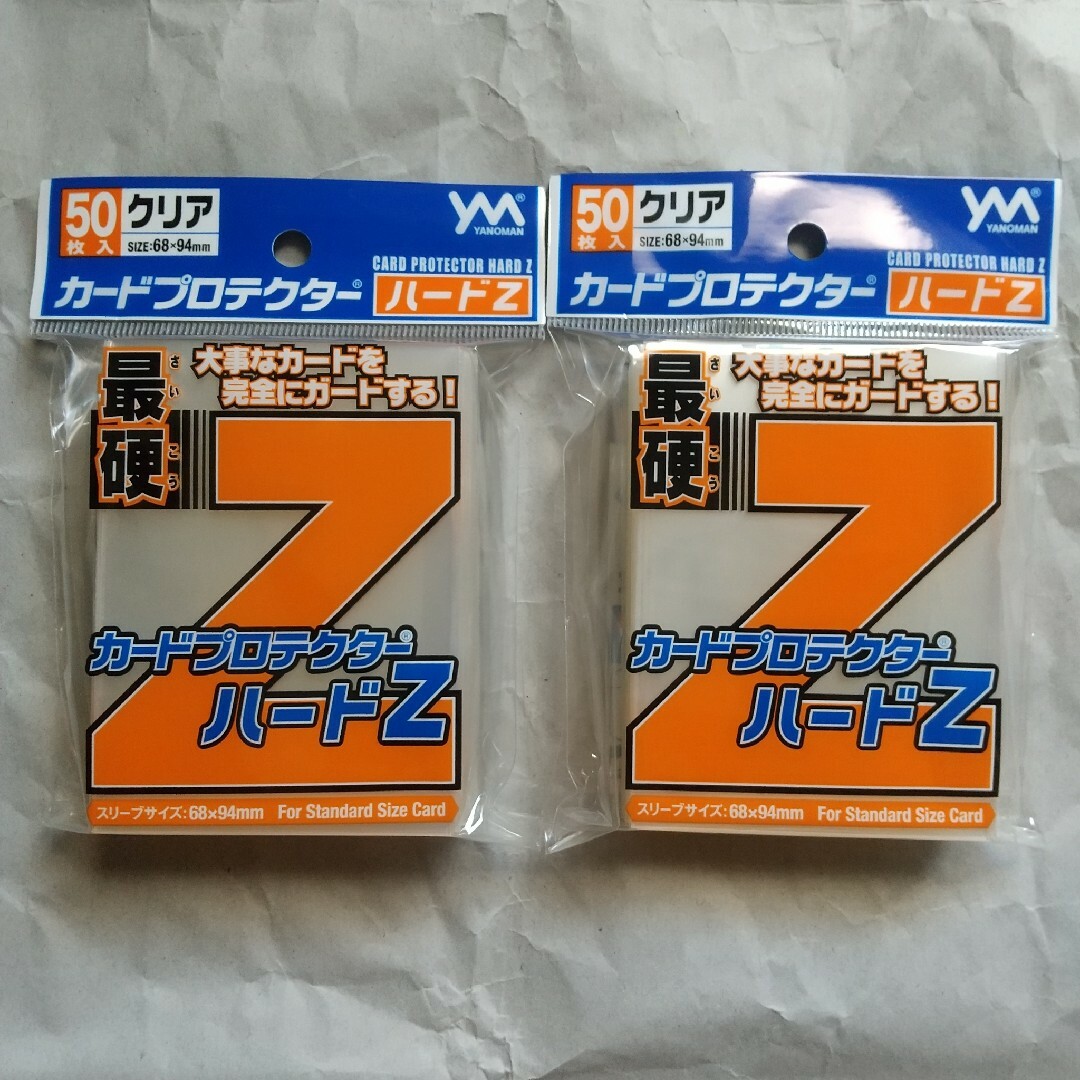 50枚入
クリア
SIZE:68×94mm
YM®
YANOMAN
CARD PROTECTOR HARD Z
カードプロテクター®
ハードZ
最硬
さいこう
大事なカードを
完全にガードする!
Z
カードプロテクター®
ハードZ
スリーブサイズ:68×94mm For Standard Size Card
50枚入
クリア
SIZE:68×94mm
YM®
YANOMAN
CARD PROTECTOR HARD Z
カードプロテクター®
ハードZ
最硬
さいこう
大事なカードを
完全にガードする!
Z
カードプロテクター®
ハードZ
スリーブサイズ:68×94mm For Standard Size Card